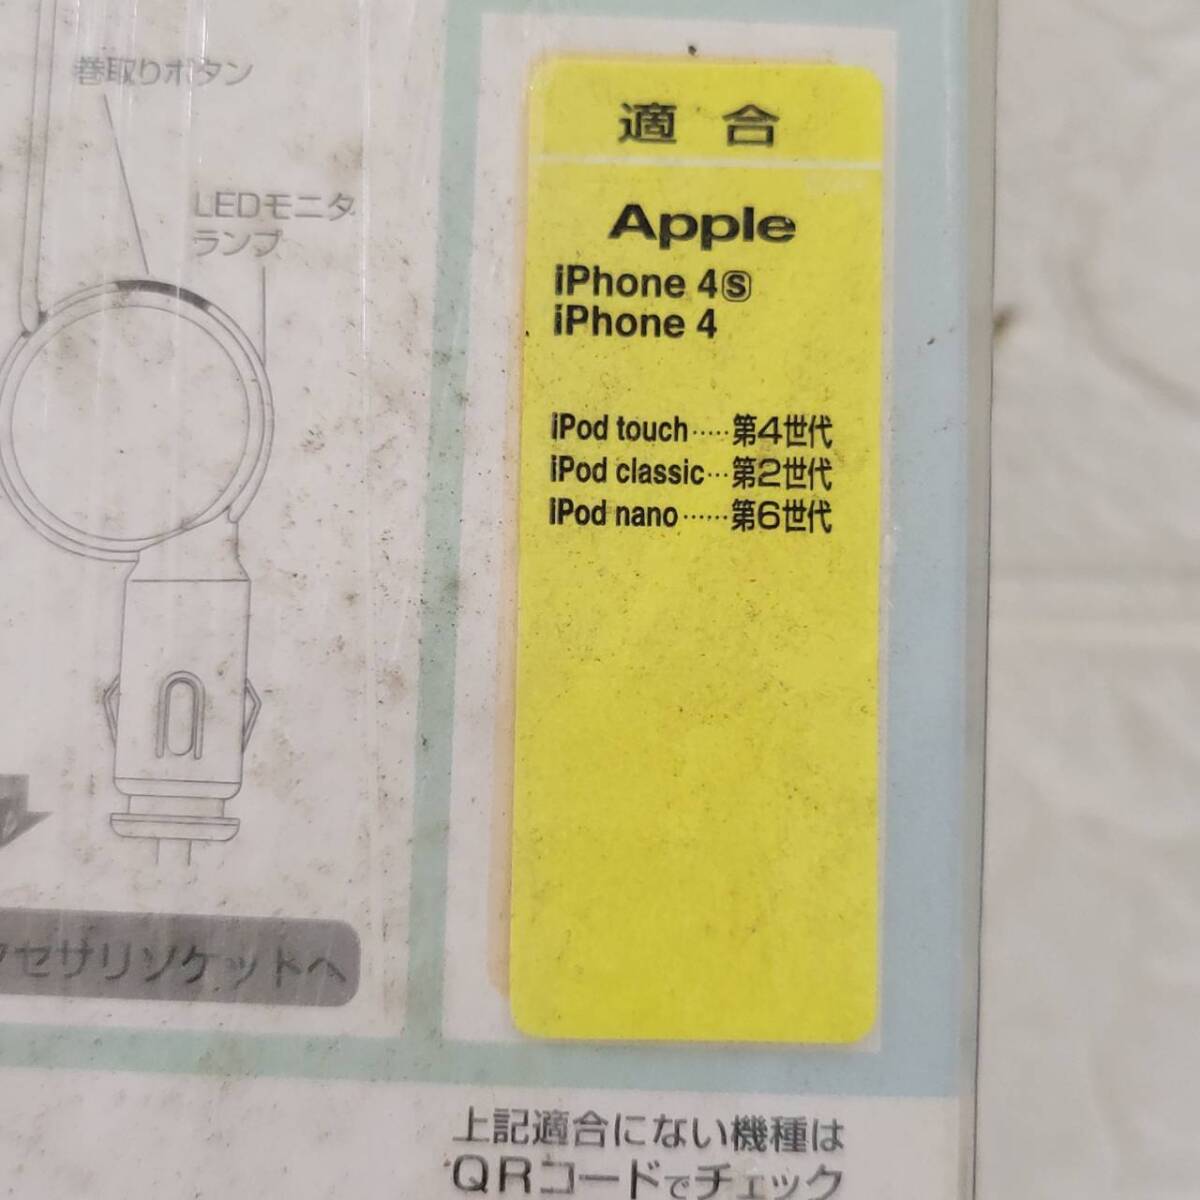 巻取りボタン
LEDモニタ
ランプ
適 合
Apple
iPhone 4S
iPhone 4
iPod touch‥‥‥第4世代
iPod classic…第2世代
iPod nano……第6世代
クセサリソケットへ
上記適合にない機種は
QRコードでチェック